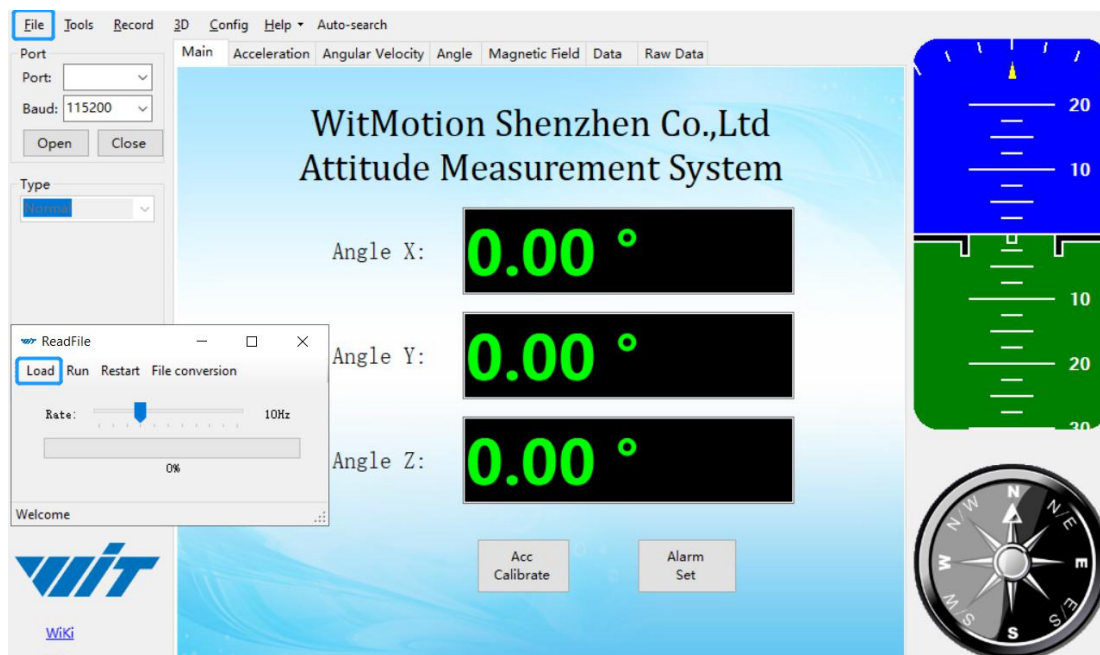 File Tools Record 3D Config Help Auto-search
Port
Port:
Baud: 115200
Open Close
Type
Normal
Main Acceleration Angular Velocity Angle Magnetic Field Data Raw Data
WitMotion Shenzhen Co.,Ltd
Attitude Measurement System
Angle X: 0.00 °
Angle Y: 0.00 °
Angle Z: 0.00 °
Acc
Calibrate
Alarm
Set
WIT ReadFile
Load Run Restart File conversion
Rate: 10Hz
0%
Welcome
WIT
WiKi
20
10
10
20
30
N
N/E
E
E/S
S
W/S
W
N/W